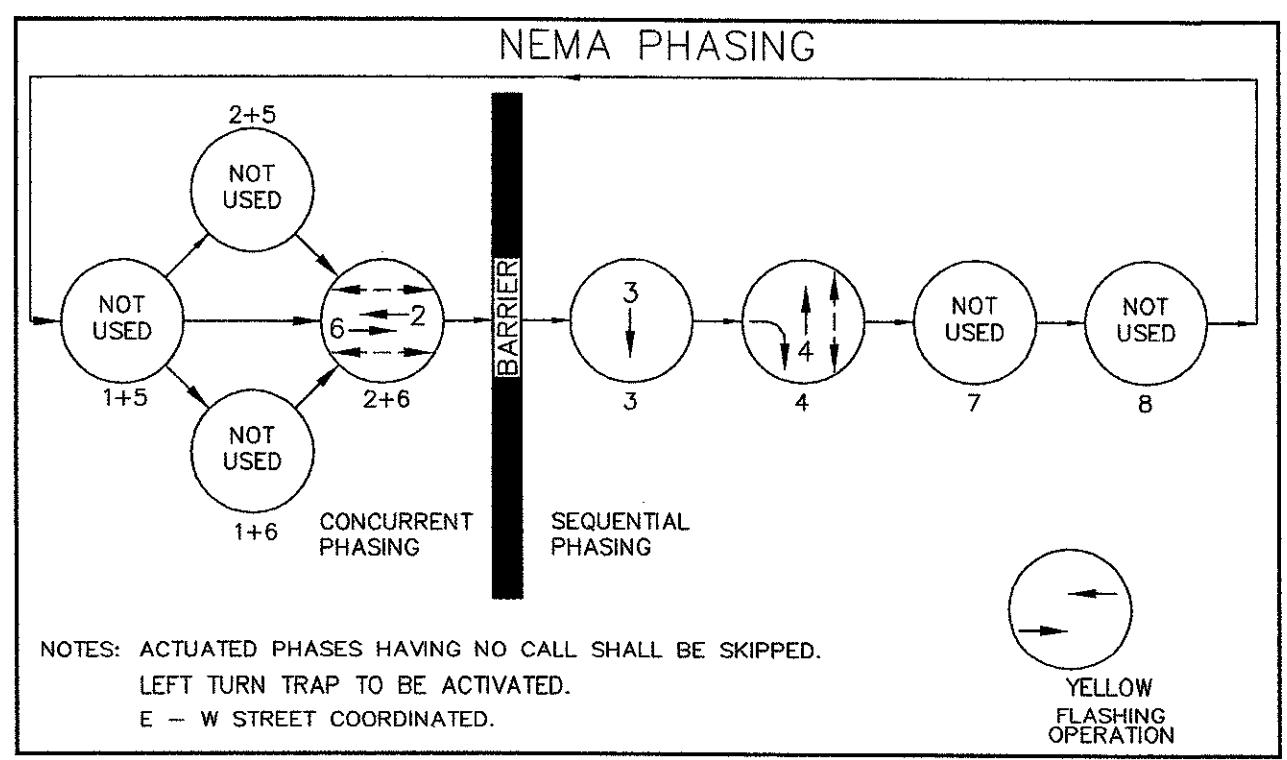 NEMA PHASING
2+5
NOT
USED
NOT
USED
1+5
6
2
2+6
NOT
USED
1+6
BARRIER
3
3
4
4
NOT
USED
7
NOT
USED
8
CONCURRENT
PHASING
SEQUENTIAL
PHASING
NOTES: ACTUATED PHASES HAVING NO CALL SHALL BE SKIPPED.
LEFT TURN TRAP TO BE ACTIVATED.
E – W STREET COORDINATED.
YELLOW
FLASHING
OPERATION